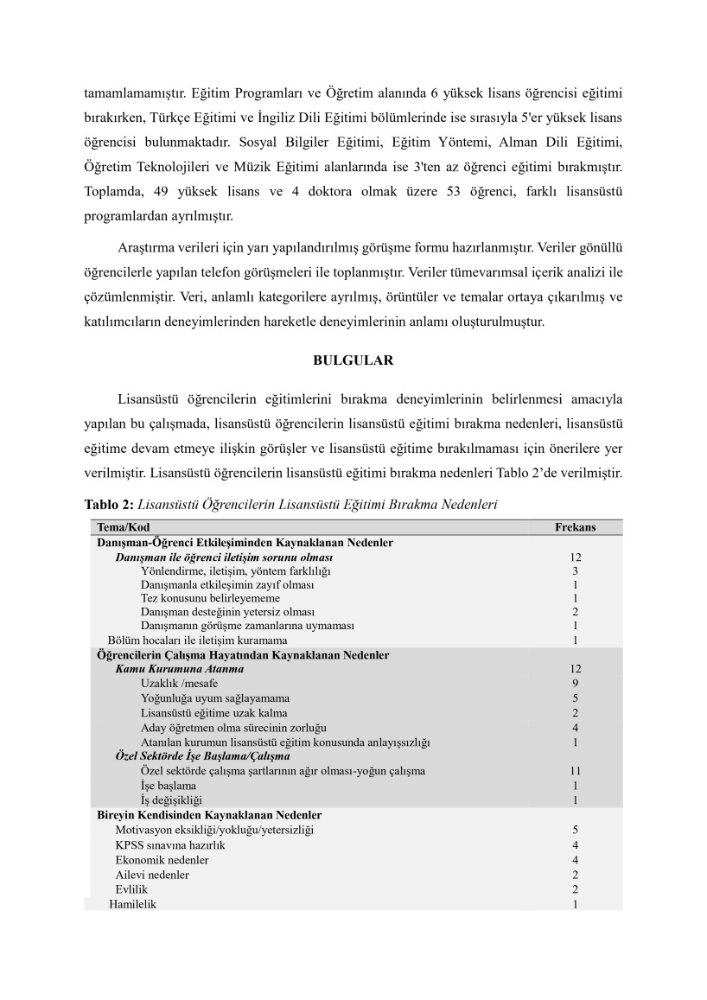 tamamlamamıştır. Eğitim Programları ve Öğretim alanında 6 yüksek lisans öğrencisi eğitimi
bırakırken, Türkçe Eğitimi ve İngiliz Dili Eğitimi bölümlerinde ise sırasıyla 5'er yüksek lisans
öğrencisi bulunmaktadır. Sosyal Bilgiler Eğitimi, Eğitim Yöntemi, Alman Dili Eğitimi,
Öğretim Teknolojileri ve Müzik Eğitimi alanlarında ise 3'ten az öğrenci eğitimi bırakmıştır.
Toplamda, 49 yüksek lisans ve 4 doktora olmak üzere 53 öğrenci, farklı lisansüstü
programlardan ayrılmıştır.
Araştırma verileri için yarı yapılandırılmış görüşme formu hazırlanmıştır. Veriler gönüllü
öğrencilerle yapılan telefon görüşmeleri ile toplanmıştır. Veriler tümevarımsal içerik analizi ile
çözümlenmiştir. Veri, anlamlı kategorilere ayrılmış, örüntüler ve temalar ortaya çıkarılmış ve
katılımcıların deneyimlerinden hareketle deneyimlerinin anlamı oluşturulmuştur.
BULGULAR
Lisansüstü öğrencilerin eğitimlerini bırakma deneyimlerinin belirlenmesi amacıyla
yapılan bu çalışmada, lisansüstü öğrencilerin lisansüstü eğitimi bırakma nedenleri, lisansüstü
eğitime devam etmeye ilişkin görüşler ve lisansüstü eğitime bırakılmaması için önerilere yer
verilmiştir. Lisansüstü öğrencilerin lisansüstü eğitimi bırakma nedenleri Tablo 2’de verilmiştir.
Tablo 2: Lisansüstü Öğrencilerin Lisansüstü Eğitimi Bırakma Nedenleri
Tema/Kod Frekans
Danışman-Öğrenci Etkileşiminden Kaynaklanan Nedenler
Danışman ile öğrenci iletişim sorunu olması 12
Yönlendirme, iletişim, yöntem farklılığı 3
Danışmanla etkileşimin zayıf olması 1
Tez konusunu belirleyememe 1
Danışman desteğinin yetersiz olması 2
Danışmanın görüşme zamanlarına uymaması 1
Bölüm hocaları ile iletişim kuramama 1
Öğrencilerin Çalışma Hayatından Kaynaklanan Nedenler
Kamu Kurumuna Atanma 12
Uzaklık /mesafe 9
Yoğunluğa uyum sağlayamama 5
Lisansüstü eğitime uzak kalma 2
Aday öğretmen olma sürecinin zorluğu 4
Atanılan kurumun lisansüstü eğitim konusunda anlayışsızlığı 1
Özel Sektörde İşe Başlama/Çalışma
Özel sektörde çalışma şartlarının ağır olması-yoğun çalışma 11
İşe başlama 1
İş değişikliği 1
Bireyin Kendisinden Kaynaklanan Nedenler
Motivasyon eksikliği/yokluğu/yetersizliği 5
KPSS sınavına hazırlık 4
Ekonomik nedenler 4
Ailevi nedenler 2
Evlilik 2
Hamilelik 1